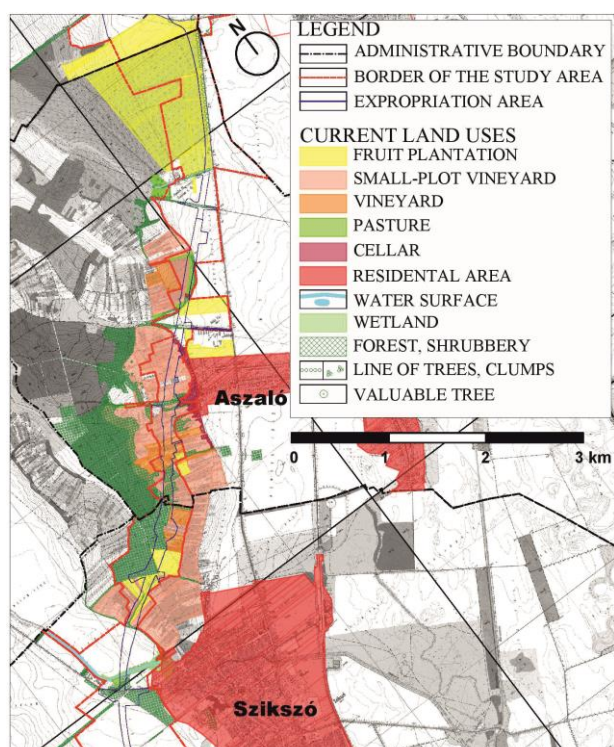 N
LEGEND
ADMINISTRATIVE BOUNDARY
BORDER OF THE STUDY AREA
EXPROPRIATION AREA
CURRENT LAND USES
FRUIT PLANTATION
SMALL-PLOT VINEYARD
VINEYARD
PASTURE
CELLAR
RESIDENTAL AREA
WATER SURFACE
WETLAND
FOREST, SHRUBBERY
LINE OF TREES, CLUMPS
VALUABLE TREE
Aszaló
0 1 2 3 km
Szikszó